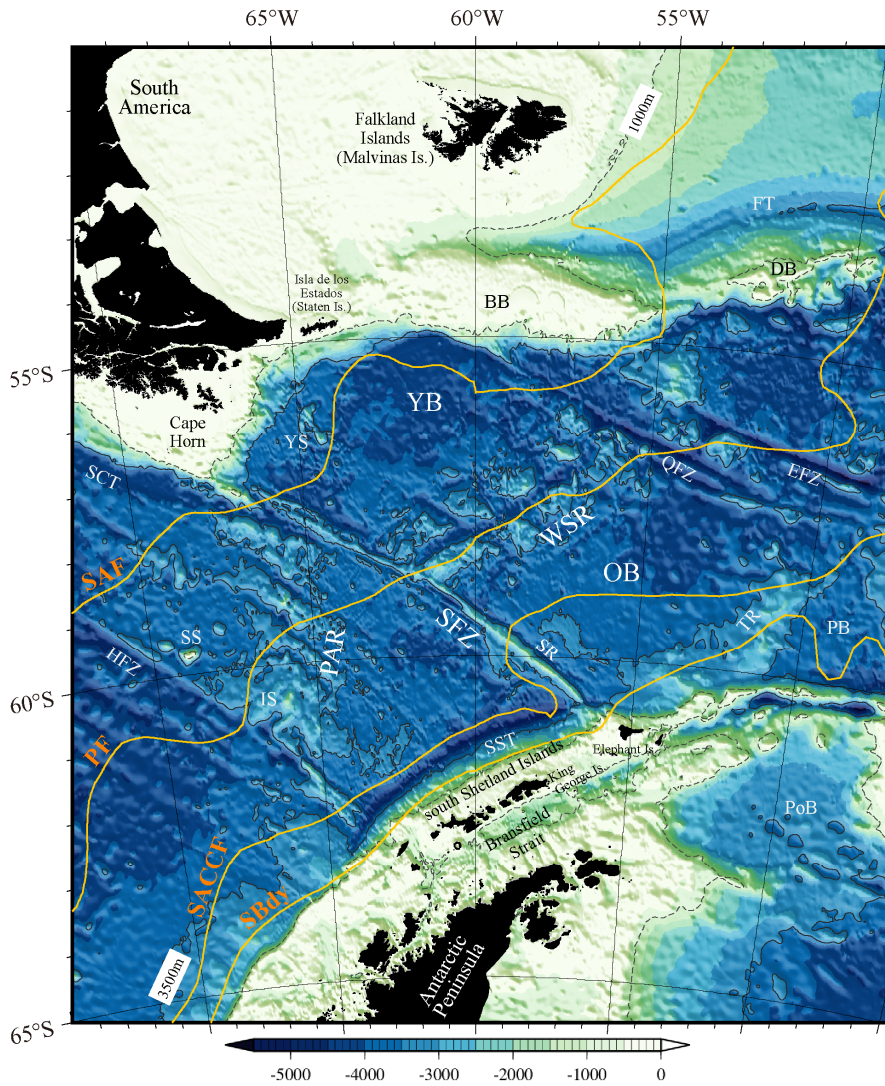 65°W 60°W 55°W
South
America
Falkland
Islands
(Malvinas Is.)
1000m
FT
DB
Isla de los
Estados
(Staten Is.)
BB
55°S
YB
Cape
Horn
YS
SCT
QFZ
EFZ
WSR
SAF
OB
SS
PAR
SFZ
SR
TR
PB
HFZ
IS
60°S
PF
SST
Elephant Is.
south Shetland Islands
King
George Is.
PoB
Bransfield
Strait
SACCF
SBdy
3500m
Antarctic
Peninsula
65°S
-5000 -4000 -3000 -2000 -1000 0